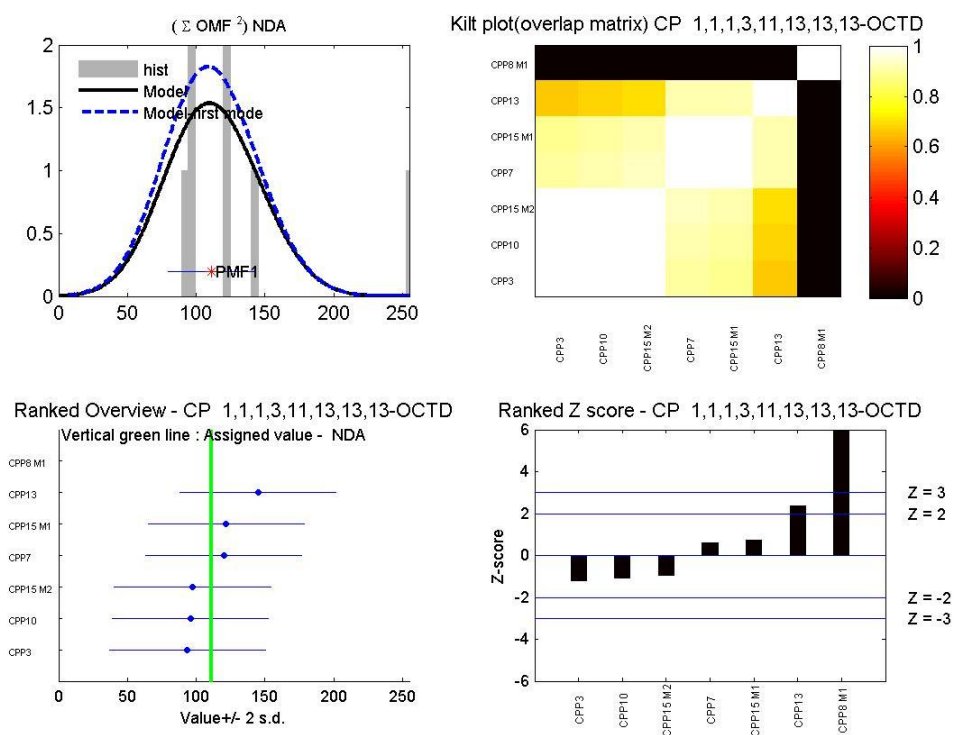 ( Σ OMF ²) NDA
2
1.5
1
0.5
0
hist
Model
Model-first mode
PMF1
0 50 100 150 200 250
Kilt plot(overlap matrix) CP 1,1,1,3,11,13,13,13-OCTD
CPP8 M1
CPP13
CPP15 M1
CPP7
CPP15 M2
CPP10
CPP3
CPP3 CPP10 CPP15 M2 CPP7 CPP15 M1 CPP13 CPP8 M1
1
0.8
0.6
0.4
0.2
0
Ranked Overview - CP 1,1,1,3,11,13,13,13-OCTD
Vertical green line : Assigned value - NDA
CPP8 M1
CPP13
CPP15 M1
CPP7
CPP15 M2
CPP10
CPP3
0 50 100 150 200 250
Value+/- 2 s.d.
Ranked Z score - CP 1,1,1,3,11,13,13,13-OCTD
Z-score
6
4
2
0
-2
-4
-6
Z = 3
Z = 2
Z = -2
Z = -3
CPP3 CPP10 CPP15 M2 CPP7 CPP15 M1 CPP13 CPP8 M1